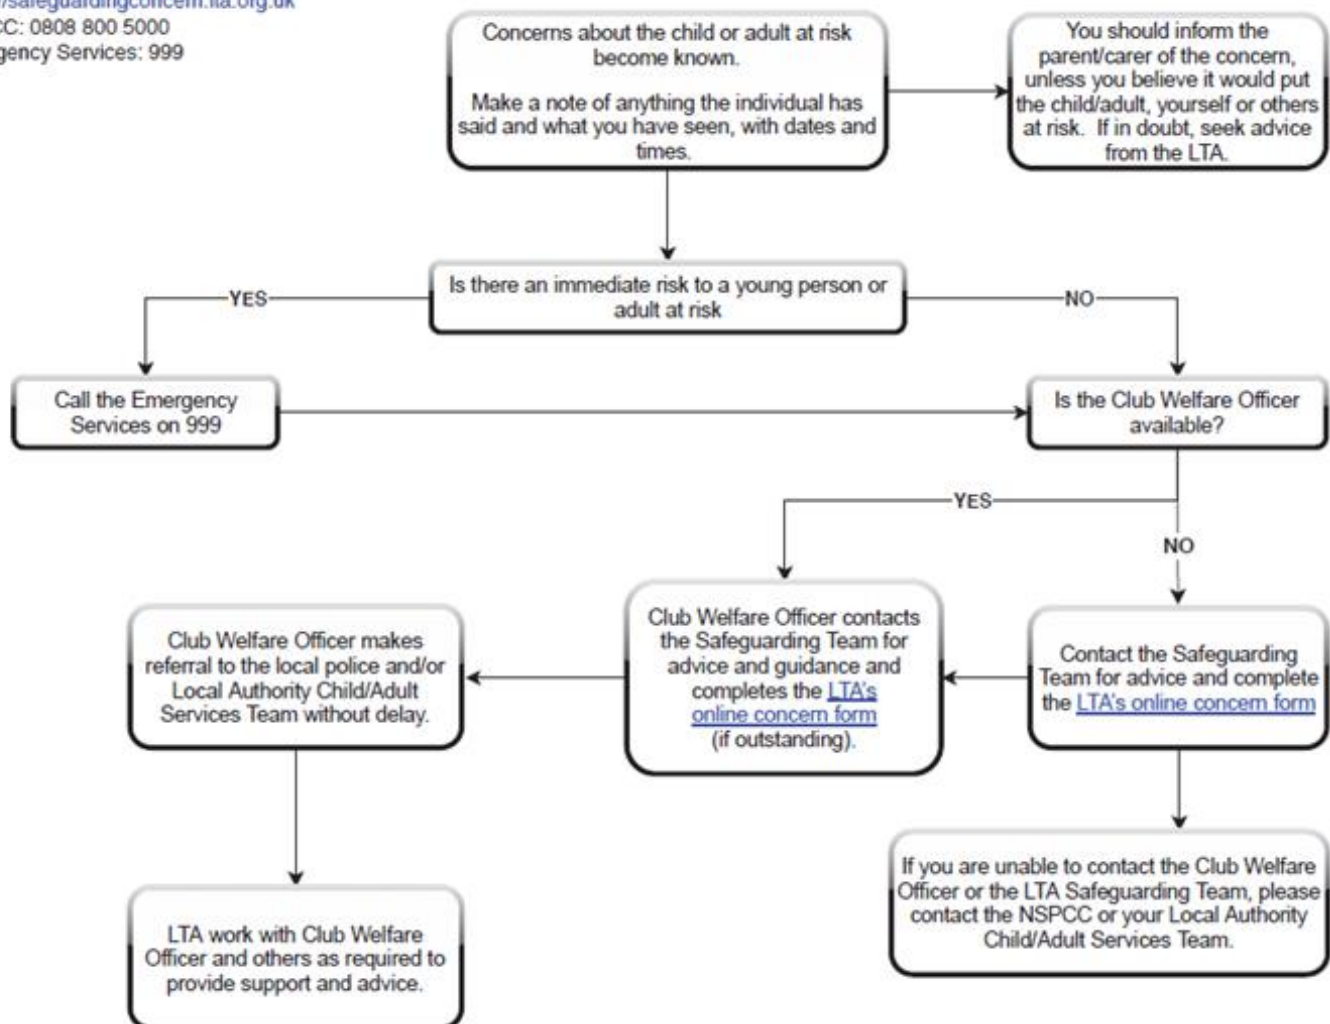 /safeguardingconcern.lta.org.uk
CC: 0808 800 5000
gency Services: 999
Concerns about the child or adult at risk
become known.
Make a note of anything the individual has
said and what you have seen, with dates and
times.
You should inform the
parent/carer of the concern,
unless you believe it would put
the child/adult, yourself or others
at risk. If in doubt, seek advice
from the LTA.
Is there an immediate risk to a young person or
adult at risk
YES
NO
Call the Emergency
Services on 999
Is the Club Welfare Officer
available?
YES
NO
Club Welfare Officer makes
referral to the local police and/or
Local Authority Child/Adult
Services Team without delay.
Club Welfare Officer contacts
the Safeguarding Team for
advice and guidance and
completes the LTA's
online concern form
(if outstanding).
Contact the Safeguarding
Team for advice and complete
the LTA's online concern form
If you are unable to contact the Club Welfare
Officer or the LTA Safeguarding Team, please
contact the NSPCC or your Local Authority
Child/Adult Services Team.
LTA work with Club Welfare
Officer and others as required to
provide support and advice.